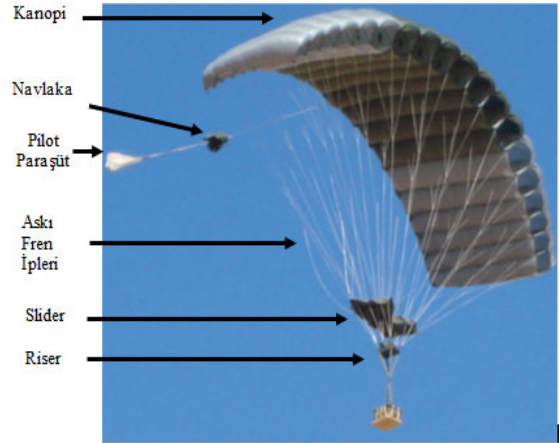 Kanopi
Navlaka
Pilot
Paraşüt
Askı
Fren
İpleri
Slider
Riser